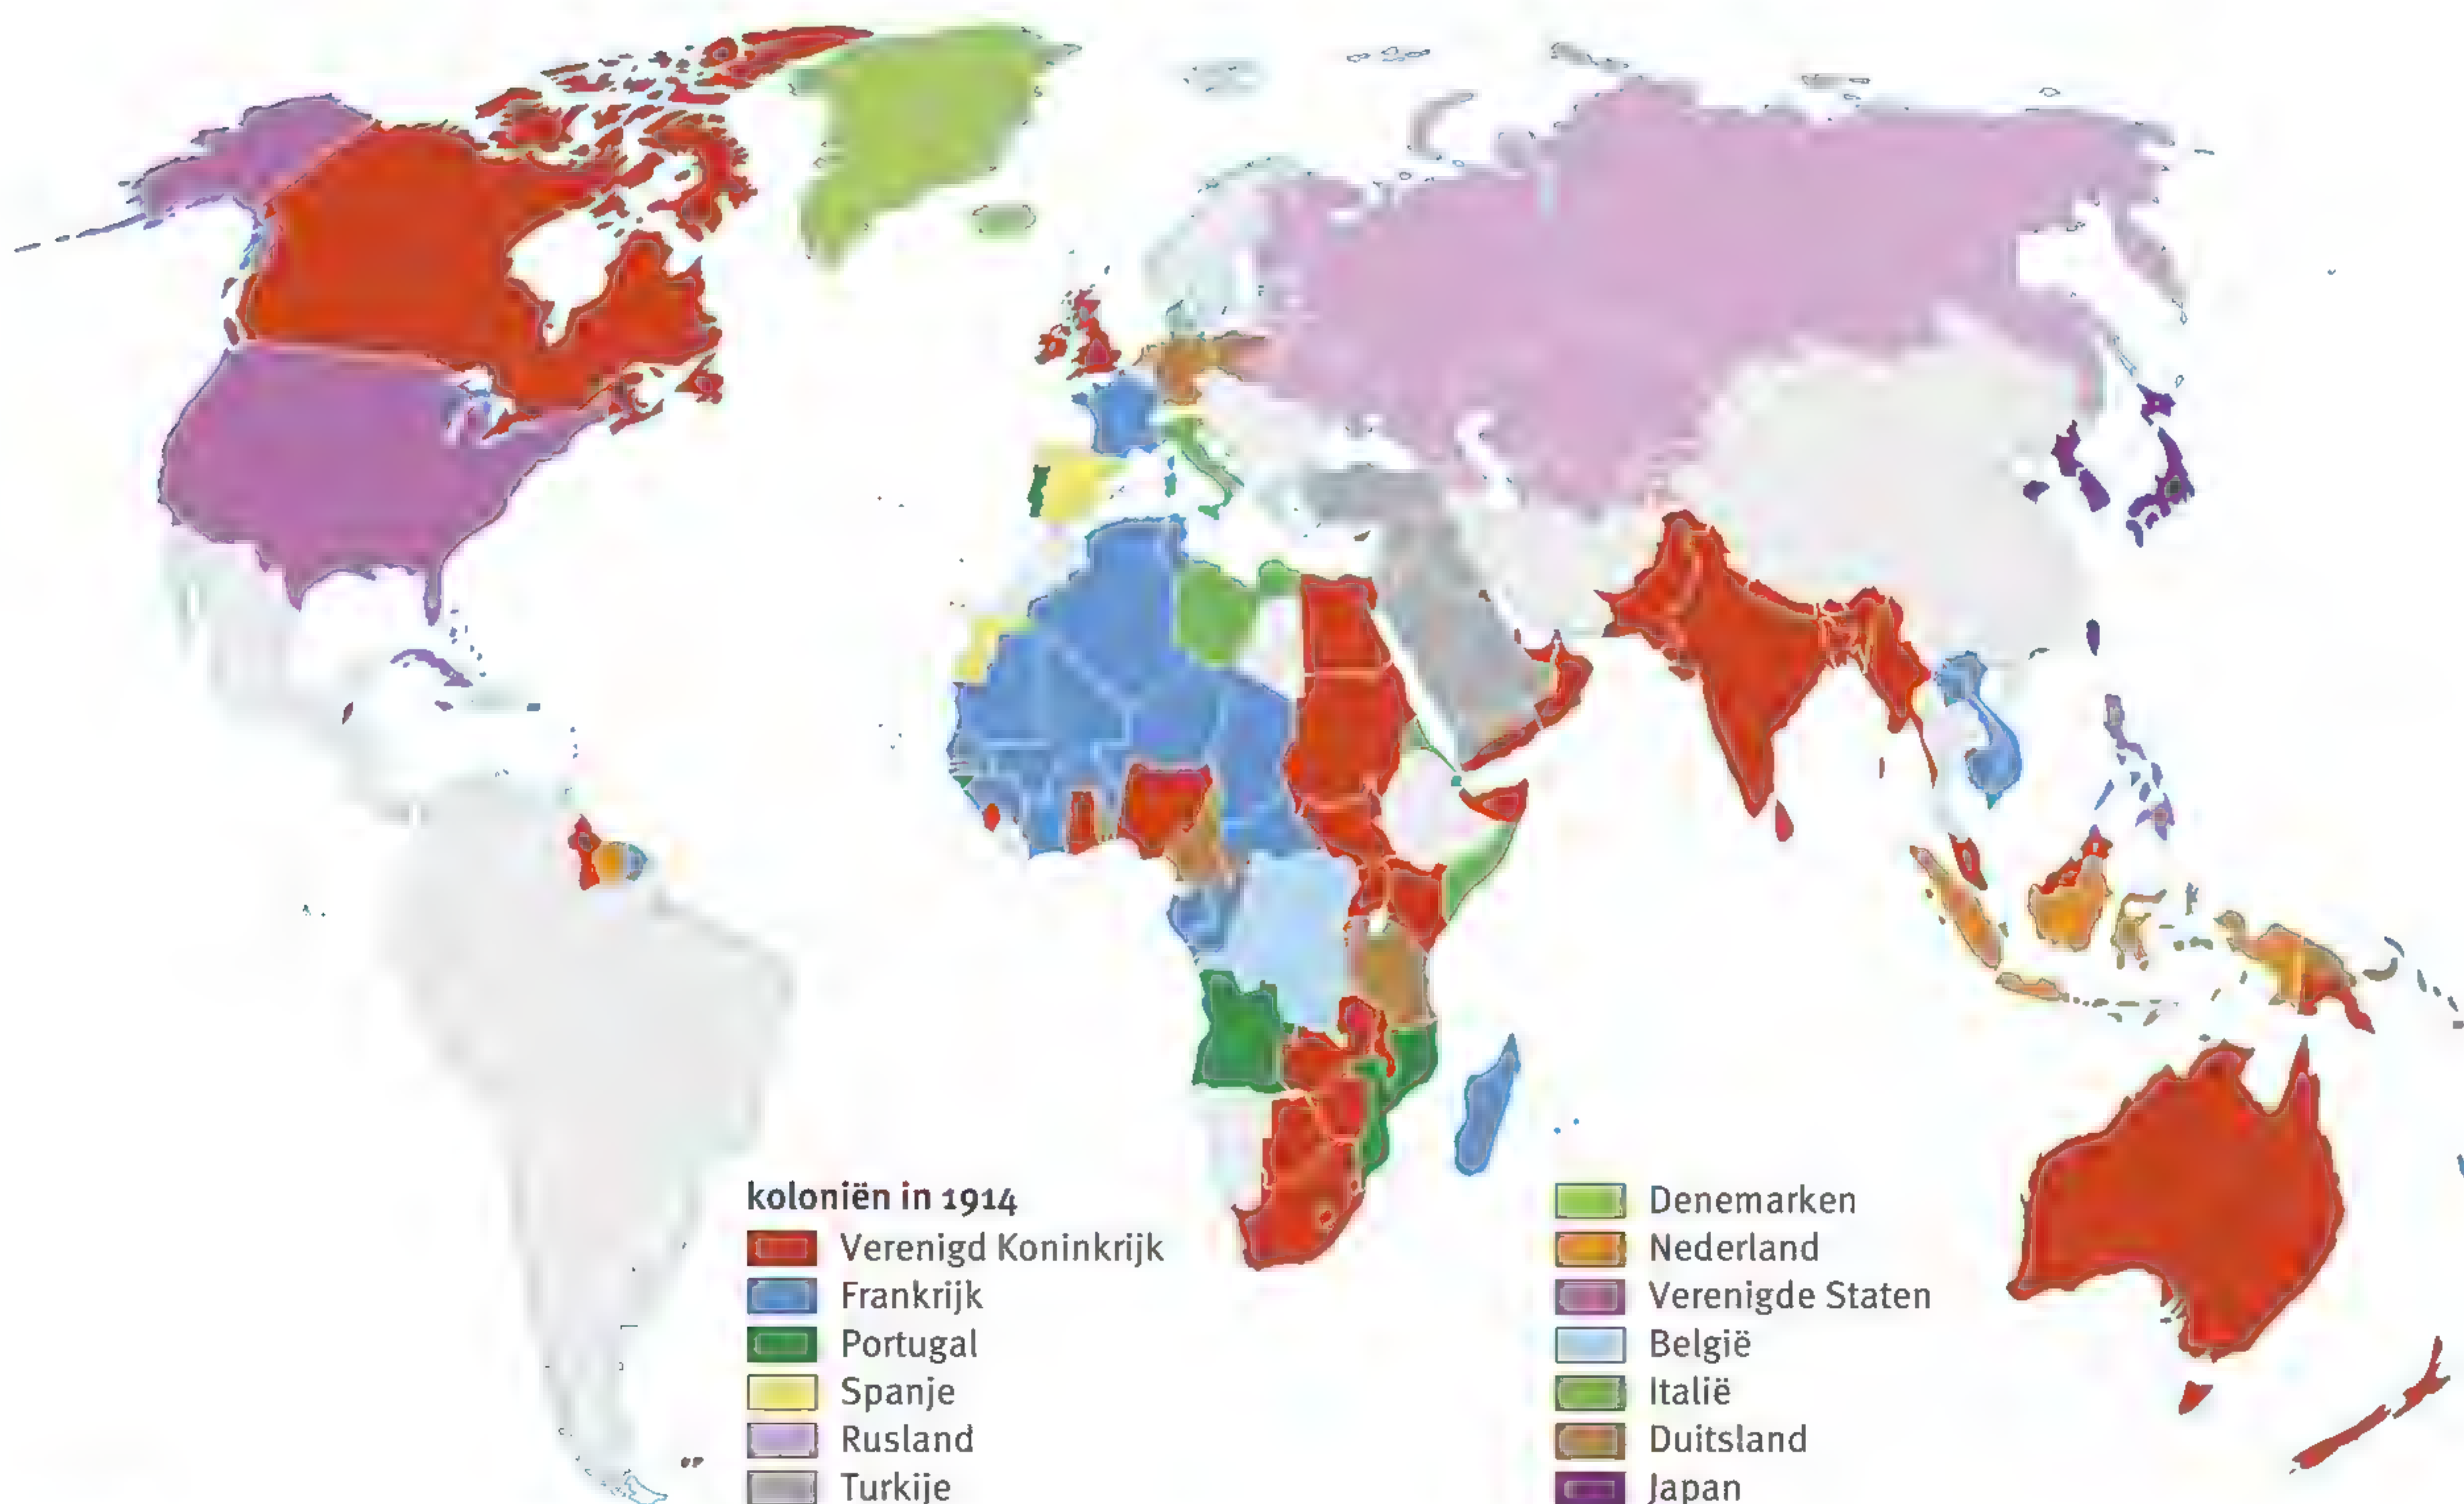 koloniën in 1914
Verenigd Koninkrijk
Frankrijk
Portugal
Spanje
Rusland
Turkije
Denemarken
Nederland
Verenigde Staten
België
Italië
Duitsland
Japan